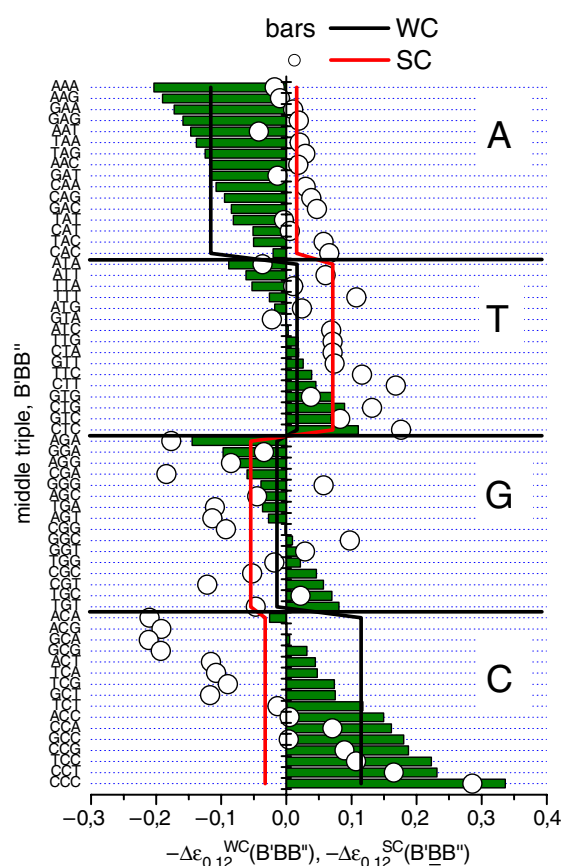 bars WC
SC
middle triple, B'BB"
AAA
AAG
GAA
GAG
AAT
TAA
TAG
AAC
GAT
CAA
CAG
GAC
TAT
CAT
TAC
CAC
A
ATA
ATT
TTA
TTT
ATG
GTA
ATC
TTG
CTA
GTT
TTC
CTT
GTG
CTG
GTC
CTC
T
AGA
GGA
AGG
CGA
GGG
AGC
TGA
AGT
CGG
GGC
GGT
TGG
CGC
CGT
TGC
TGT
G
ACA
ACG
GCA
GCG
ACT
TCA
TCG
GCT
TCT
ACC
CCA
GCC
CCG
TCC
CCT
CCC
C
−0,3 −0,2 −0,1 0,0 0,1 0,2 0,3 0,4
−Δε0,12WC(B'BB"), −Δε0,12SC(B'BB")